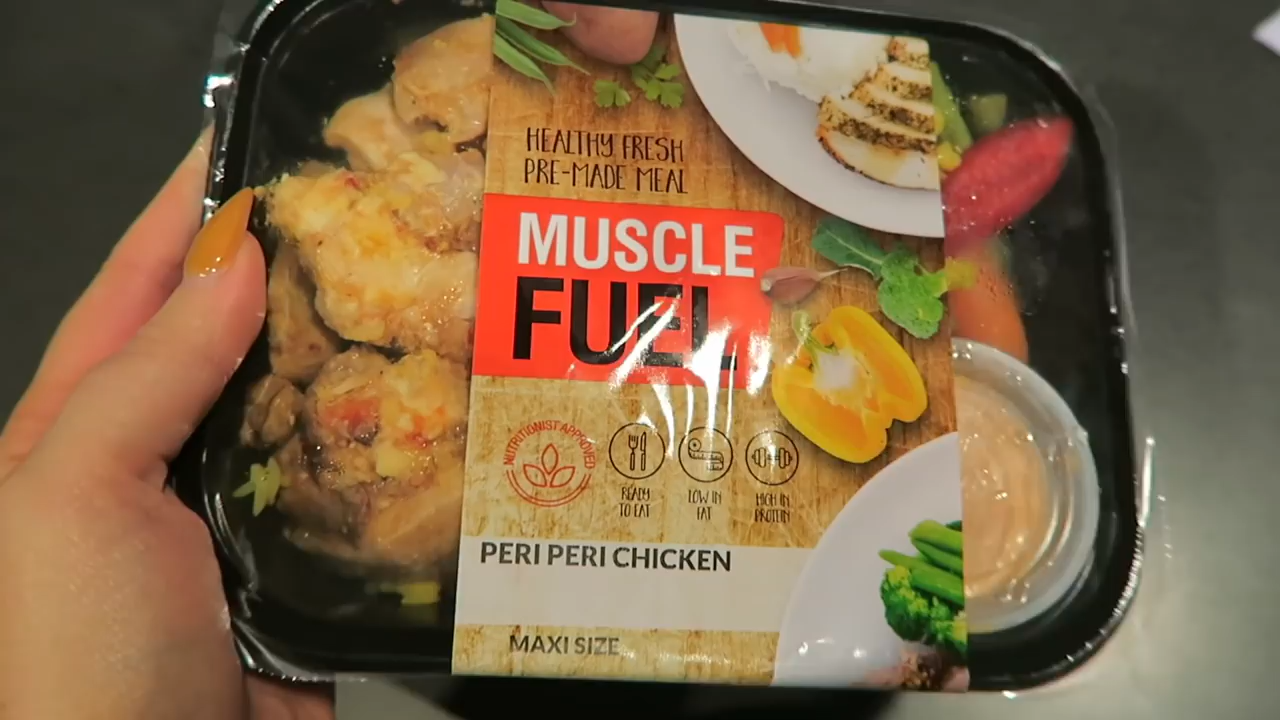 HEALTHY FRESH
PRE-MADE MEAL
MUSCLE
FUEL
NUTRITIONIST APPROVED
READY
TO EAT
LOW IN
FAT
HIGH IN
PROTEIN
PERI PERI CHICKEN
MAXI SIZE